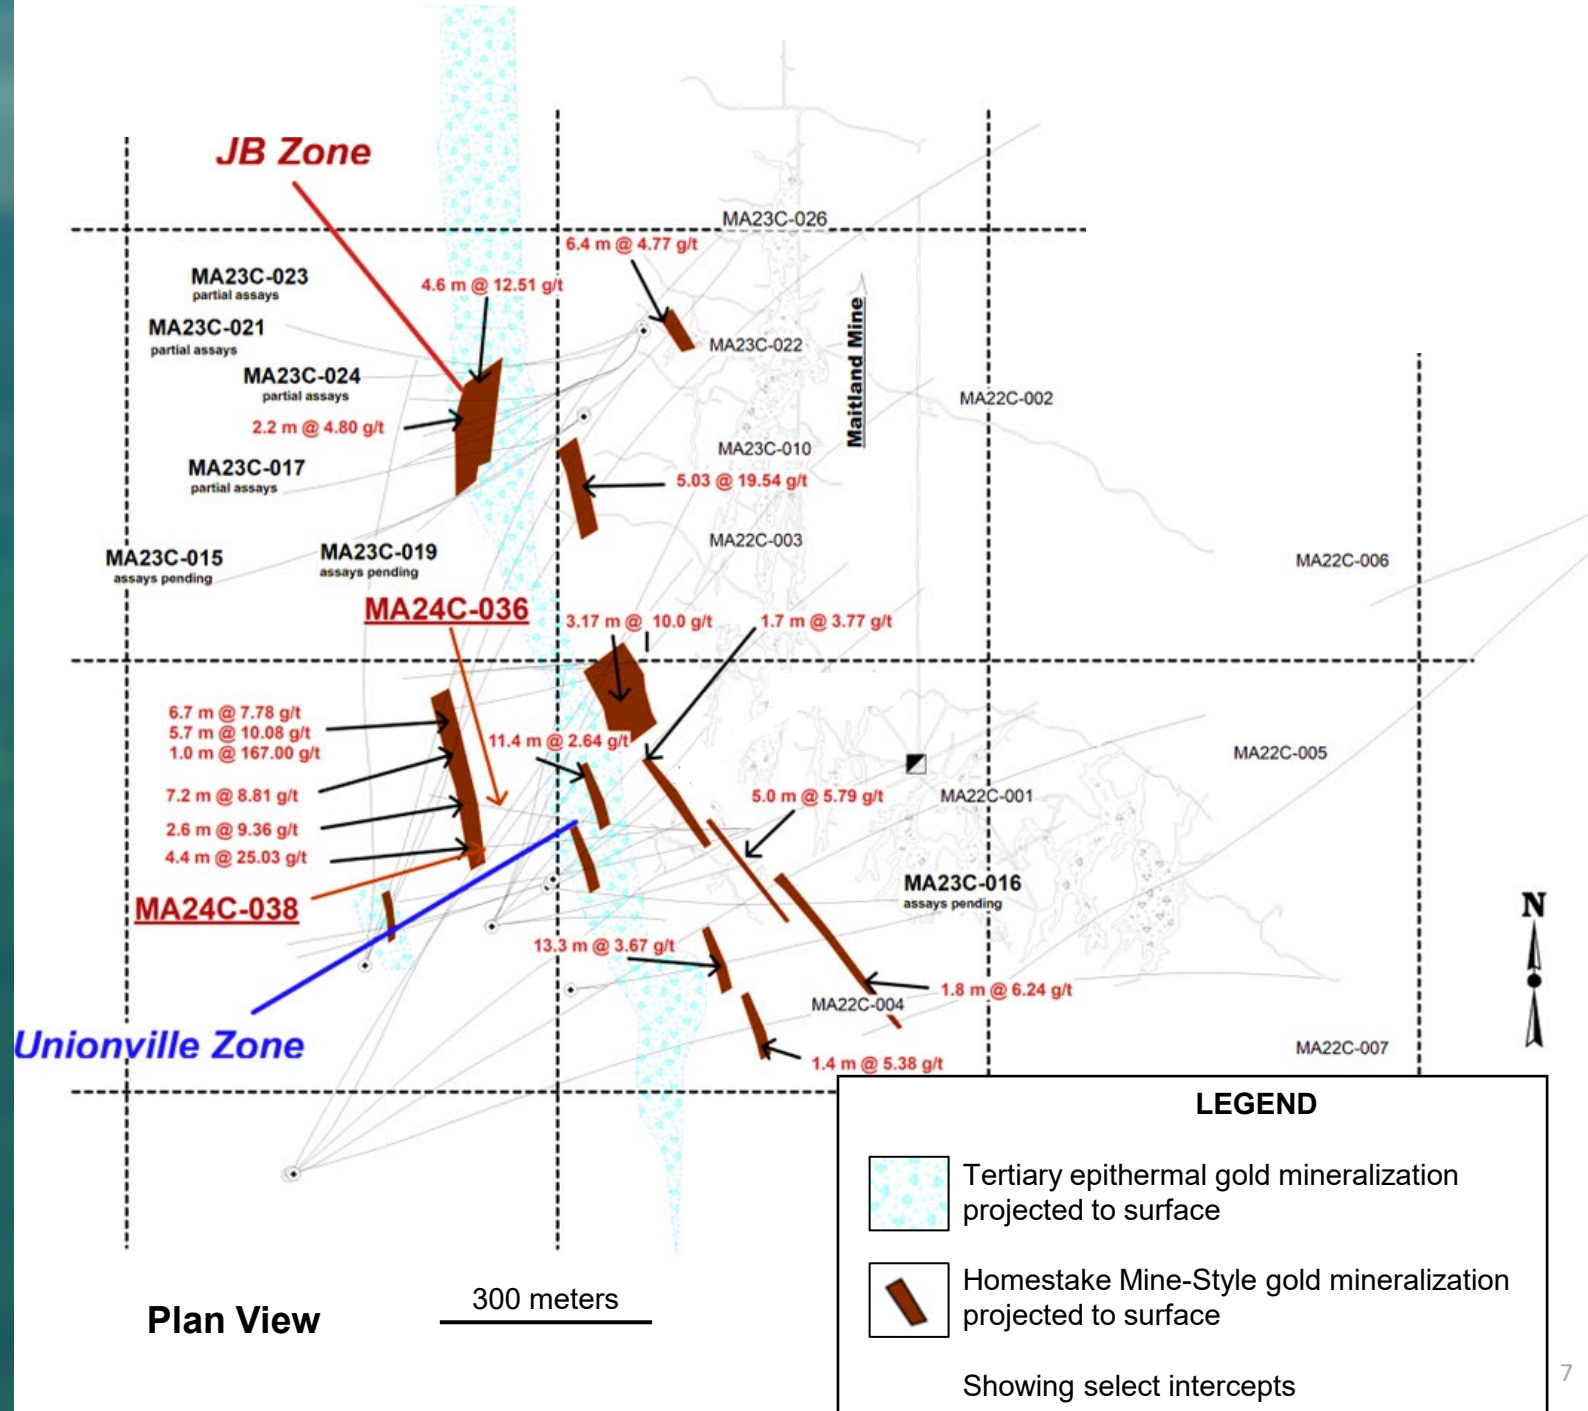 JB Zone
MA23C-026
6.4 m @ 4.77 g/t
MA23C-023
partial assays
4.6 m @ 12.51 g/t
MA23C-021
partial assays
MA23C-022
Maitland Mine
MA23C-024
partial assays
MA22C-002
2.2 m @ 4.80 g/t
MA23C-010
MA23C-017
partial assays
5.03 @ 19.54 g/t
MA22C-003
MA23C-015
assays pending
MA23C-019
assays pending
MA22C-006
MA24C-036
3.17 m @ 10.0 g/t
1.7 m @ 3.77 g/t
6.7 m @ 7.78 g/t
5.7 m @ 10.08 g/t
1.0 m @ 167.00 g/t
11.4 m @ 2.64 g/t
MA22C-005
7.2 m @ 8.81 g/t
5.0 m @ 5.79 g/t
MA22C-001
2.6 m @ 9.36 g/t
4.4 m @ 25.03 g/t
MA23C-016
assays pending
MA24C-038
N
13.3 m @ 3.67 g/t
1.8 m @ 6.24 g/t
MA22C-004
Unionville Zone
MA22C-007
1.4 m @ 5.38 g/t
LEGEND
Tertiary epithermal gold mineralization
projected to surface
Homestake Mine-Style gold mineralization
projected to surface
Showing select intercepts
Plan View
300 meters
7